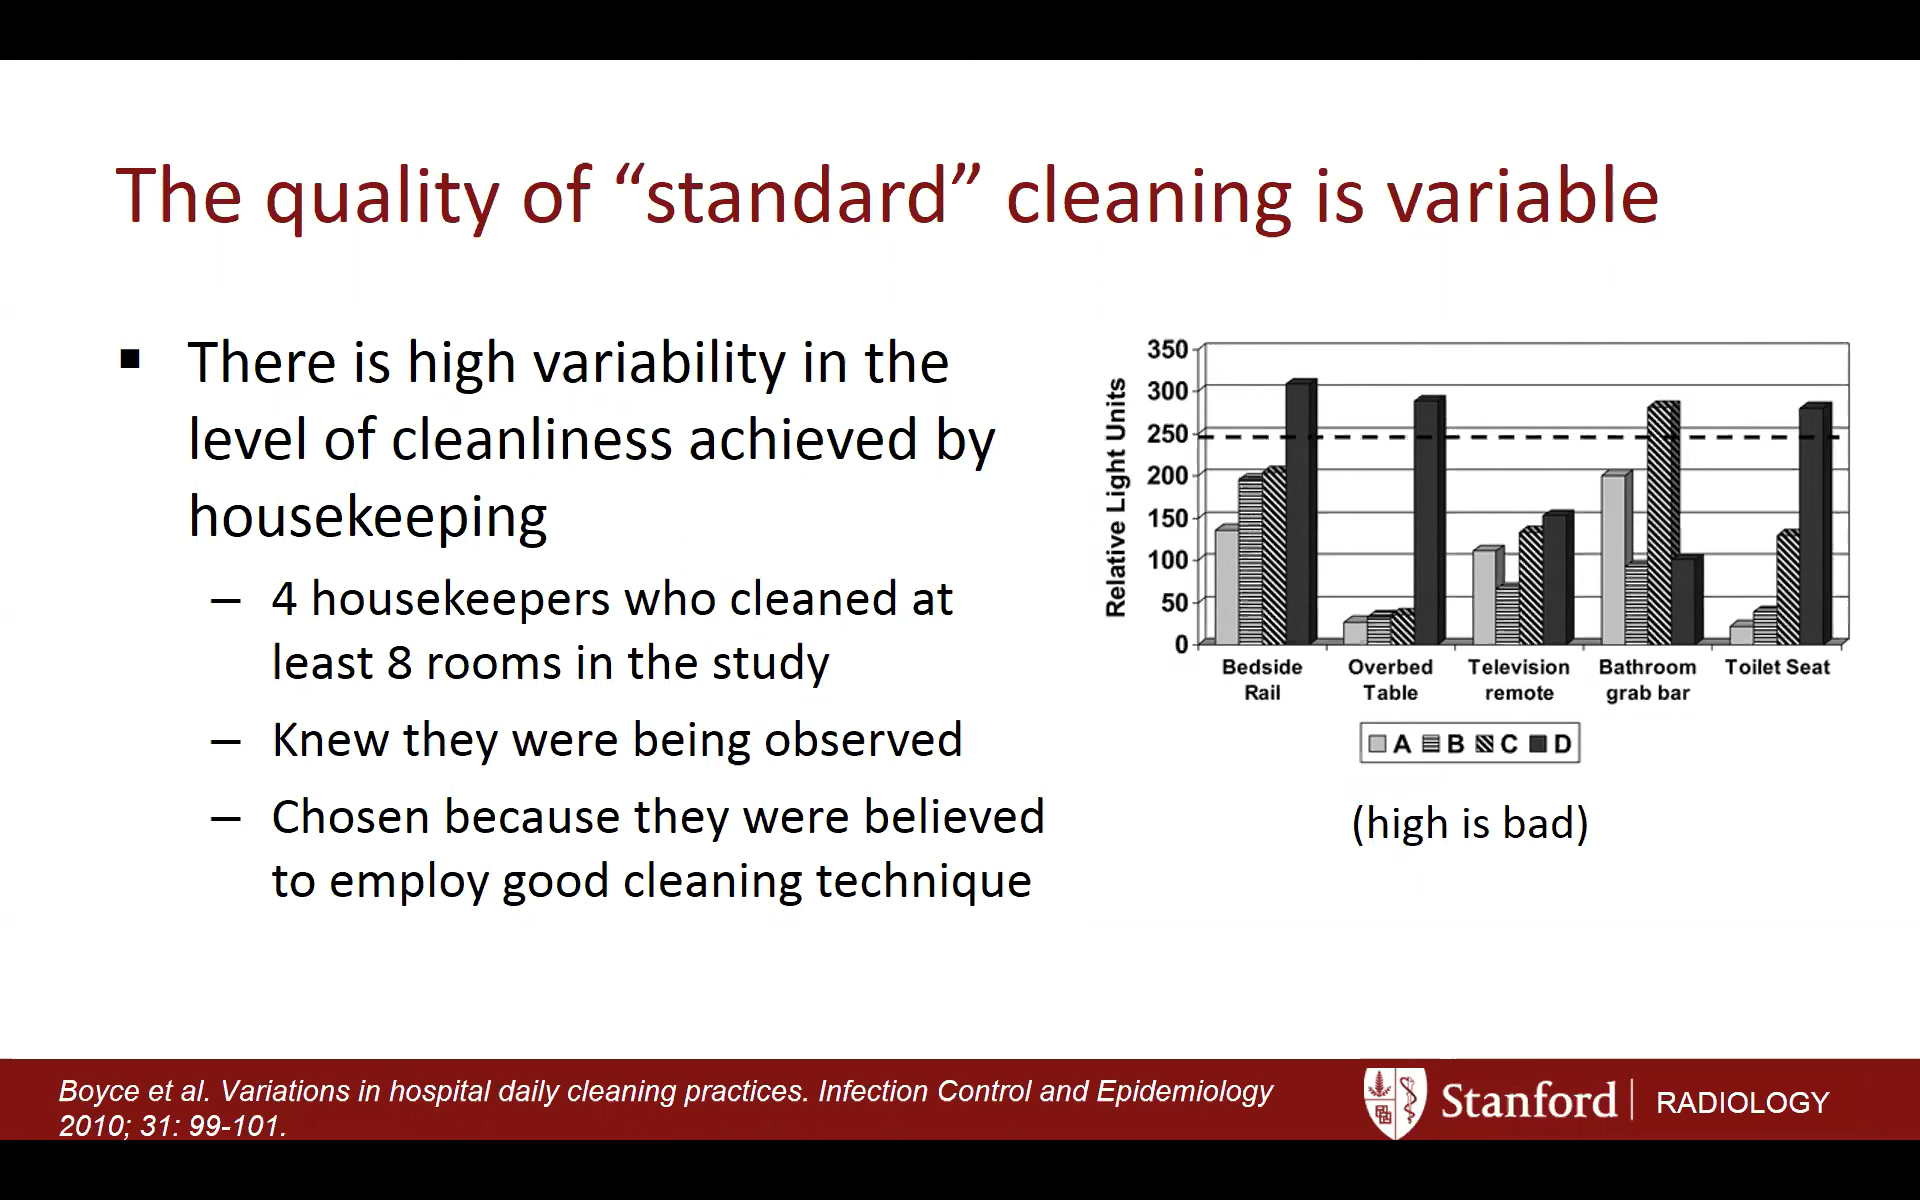 The quality of “standard” cleaning is variable
▪ There is high variability in the
level of cleanliness achieved by
housekeeping
– 4 housekeepers who cleaned at
least 8 rooms in the study
– Knew they were being observed
– Chosen because they were believed
to employ good cleaning technique
Relative Light Units
350
300
250
200
150
100
50
0
Bedside Rail
Overbed Table
Television remote
Bathroom grab bar
Toilet Seat
A B C D
(high is bad)
Boyce et al. Variations in hospital daily cleaning practices. Infection Control and Epidemiology
2010; 31: 99-101.
Stanford RADIOLOGY